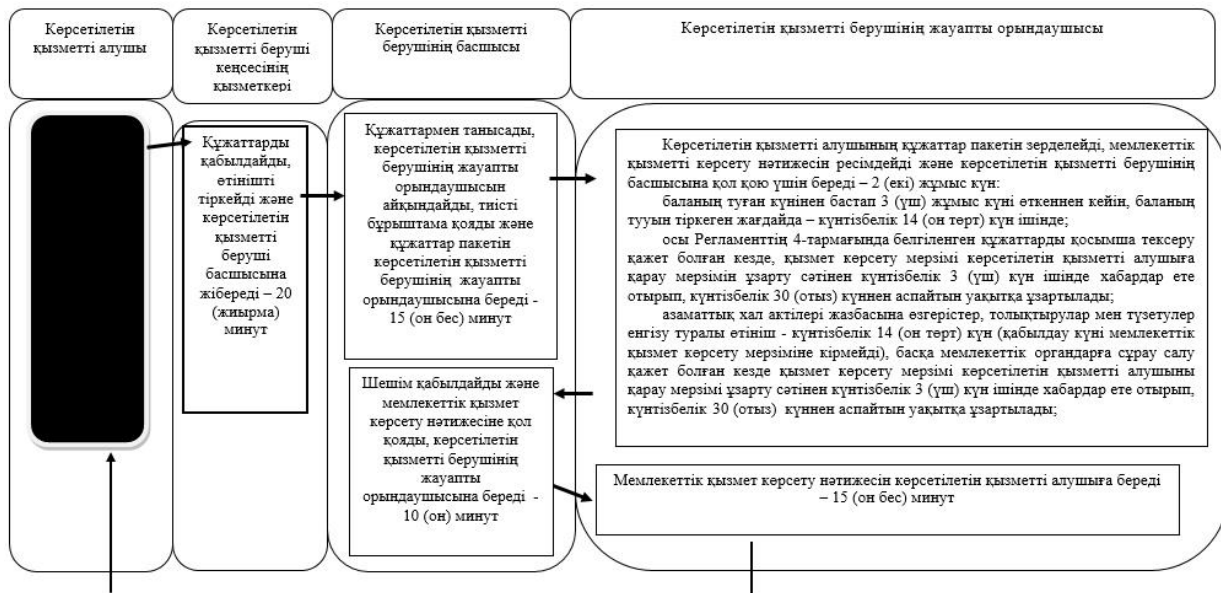 Көрсетілетін
қызметті алушы
Көрсетілетін
қызметті беруші
кеңсесінің
қызметкері
Көрсетілетін қызметті
берушінің басшысы
Көрсетілетін қызметті берушінің жауапты орындаушысы
Құжаттарды
қабылдайды,
өтінішті
тіркейді және
көрсетілетін
қызметті
беруші
басшысына
жібереді – 20
(жиырма)
минут
Құжаттармен танысады,
көрсетілетін қызметті
берушінің жауапты
орындаушысын
айқындайды, тиісті
бұрыштама қояды және
құжаттар пакетін
көрсетілетін қызметті
берушінің жауапты
орындаушысына береді -
15 (он бес) минут
Көрсетілетін қызметті алушының құжаттар пакетін зерделейді, мемлекеттік
қызметті көрсету нәтижесін ресімдейді және көрсетілетін қызметті берушінің
басшысына қол қою үшін береді – 2 (екі) жұмыс күн:
баланың туған күнінен бастап 3 (үш) жұмыс күні өткеннен кейін, баланың
тууын тіркеген жағдайда – күнтізбелік 14 (он төрт) күн ішінде;
осы Регламенттің 4-тармағында белгіленген құжаттарды қосымша тексеру
қажет болған кезде, қызмет көрсету мерзімі көрсетілетін қызметті алушыға
қарау мерзімін ұзарту сәтінен күнтізбелік 3 (үш) күн ішінде хабардар ете
отырып, күнтізбелік 30 (отыз) күннен аспайтын уақытқа ұзартылады;
азаматтық хал актілері жазбасына өзгерістер, толықтырулар мен түзетулер
енгізу туралы өтініш - күнтізбелік 14 (он төрт) күн (қабылдау күні мемлекеттік
қызмет көрсету мерзіміне кірмейді), басқа мемлекеттік органдарға сұрау салу
қажет болған кезде қызмет көрсету мерзімі көрсетілетін қызметті алушыны
қарау мерзімі ұзарту сәтінен күнтізбелік 3 (үш) күн ішінде хабардар ете отырып,
күнтізбелік 30 (отыз) күннен аспайтын уақытқа ұзартылады;
Шешім қабылдайды және
мемлекеттік қызмет
көрсету нәтижесіне қол
қояды, көрсетілетін
қызметті берушінің
жауапты
орындаушысына береді -
10 (он) минут
Мемлекеттік қызмет көрсету нәтижесін көрсетілетін қызметті алушыға береді
– 15 (он бес) минут